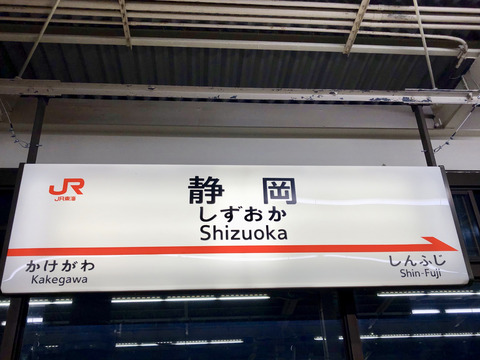 JR
JR東海
静岡
しずおか
Shizuoka
かけがわ
Kakegawa
しんふじ
Shin-Fuji